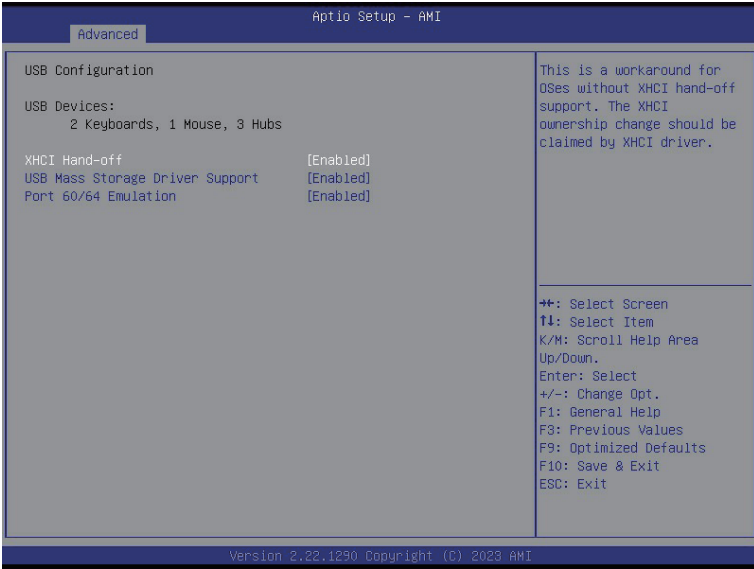 Aptio Setup – AMI
Advanced
USB Configuration
USB Devices:
2 Keyboards, 1 Mouse, 3 Hubs
XHCI Hand-off [Enabled]
USB Mass Storage Driver Support [Enabled]
Port 60/64 Emulation [Enabled]
This is a workaround for
OSes without XHCI hand-off
support. The XHCI
ownership change should be
claimed by XHCI driver.
→←: Select Screen
↑↓: Select Item
K/M: Scroll Help Area
Up/Down.
Enter: Select
+/-: Change Opt.
F1: General Help
F3: Previous Values
F9: Optimized Defaults
F10: Save & Exit
ESC: Exit
Version 2.22.1290 Copyright (C) 2023 AMI